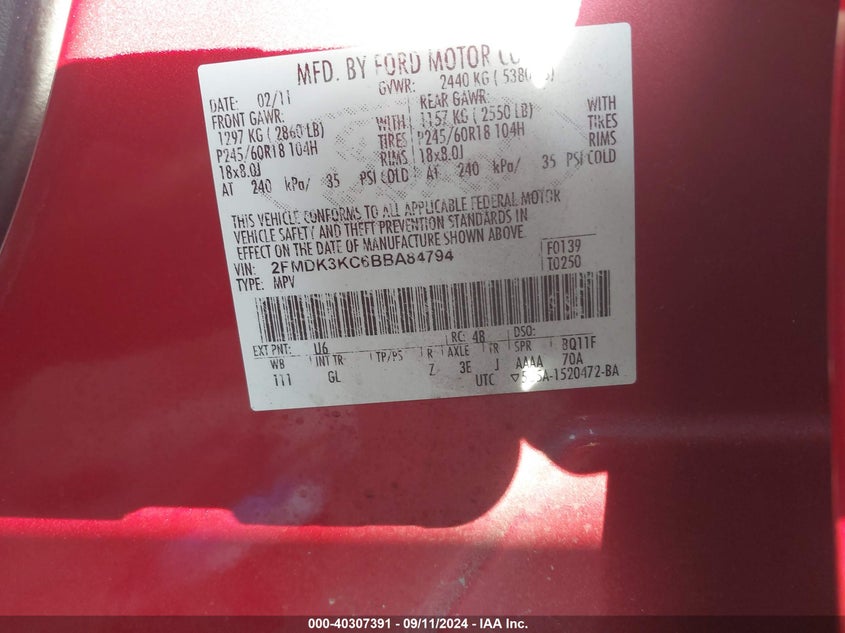 MFD. BY FORD MOTOR CO
DATE: 02/11 GVWR: 2440 KG (
FRONT GAWR: REAR GAWR:
1297 KG ( 2860 LB) WITH 1157 KG ( 2550 LB) WITH
P245/60R18 104H TIRES P245/60R18 104H TIRES
18x8.0J RIMS 18x8.0J RIMS
AT 240 kPa/ 35 PSI COLD AT 240 kPa/ 35 PSI COLD
THIS VEHICLE CONFORMS TO ALL APPLICABLE FEDERAL MOTOR
VEHICLE SAFETY AND THEFT PREVENTION STANDARDS IN
EFFECT ON THE DATE OF MANUFACTURE SHOWN ABOVE.
VIN: 2FMDK3KC6BBA84794 F0139
TYPE: MPV T0250
EXT PNT: U6 RC: 48 DSO:
WB INT TR TP/PS R AXLE TR SPR BQ11F
111 GL Z 3E J AAAA 70A
UTC -1520472-BA
000-40307391 - 09/11/2024 - IAA Inc.